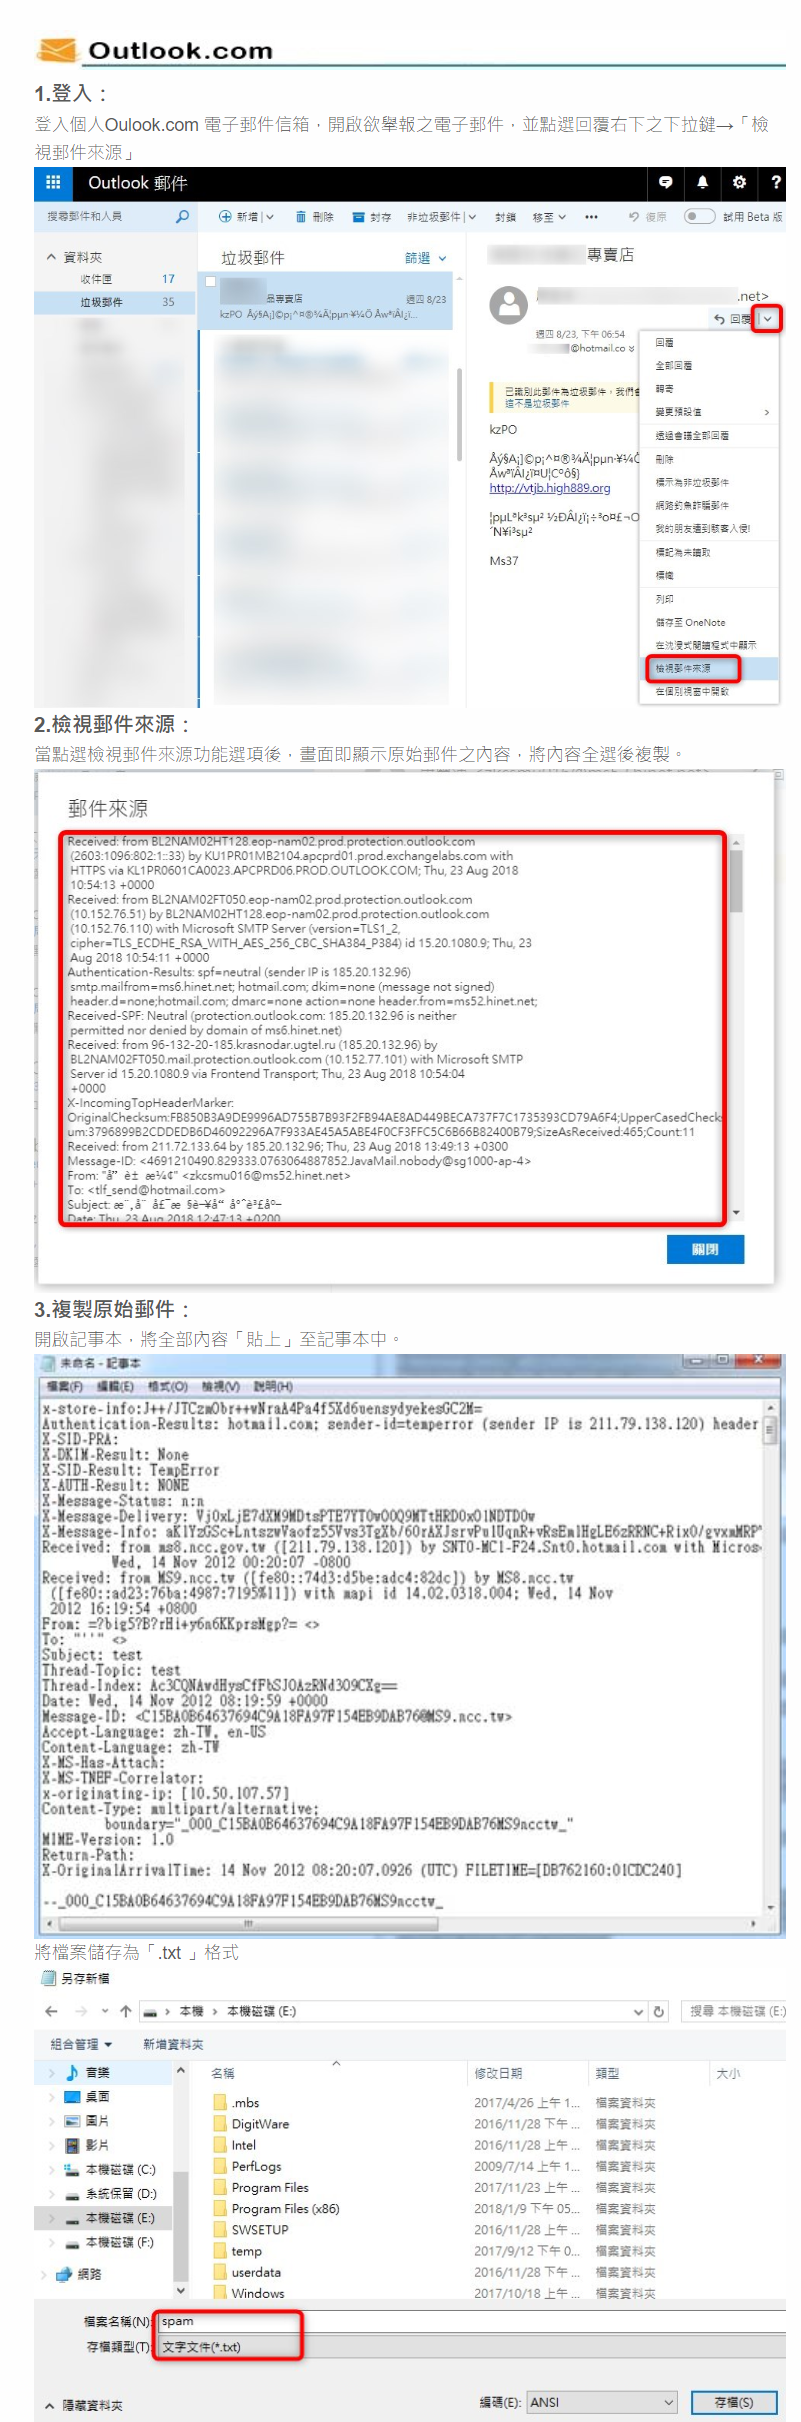 Outlook.com
1.登入：
登入個人Oulook.com 電子郵件信箱，開啟欲舉報之電子郵件，並點選回覆右下之下拉鍵→「檢
視郵件來源」
Outlook 郵件
?
搜尋郵件和人員
新增
刪除
封存
非垃圾郵件
封鎖
移至
•••
復原
試用 Beta 版
資料夾
收件匣 17
垃圾郵件 35
垃圾郵件
篩選
品專賣店
週四 8/23
專賣店
.net>
回覆
週四 8/23, 下午 06:54
@hotmail.co
已識別此郵件為垃圾郵件，我們會
這不是垃圾郵件
kzPO
http://vtjb.high889.org
Ms37
回覆
全部回覆
轉寄
變更預設值
透過會議全部回覆
刪除
標示為非垃圾郵件
網路釣魚詐騙郵件
我的朋友遭到駭客入侵!
標記為未讀取
標幟
列印
儲存至 OneNote
在沈浸式閱讀程式中顯示
檢視郵件來源
在個別視窗中開啟
2.檢視郵件來源：
當點選檢視郵件來源功能選項後，畫面即顯示原始郵件之內容，將內容全選後複製。
郵件來源
Received: from BL2NAM02HT128.eop-nam02.prod.protection.outlook.com
(2603:1096:802:1::33) by KU1PR01MB2104.apcprd01.prod.exchangelabs.com with
HTTPS via KL1PR0601CA0023.APCPRD06.PROD.OUTLOOK.COM; Thu, 23 Aug 2018
10:54:13 +0000
Received: from BL2NAM02FT050.eop-nam02.prod.protection.outlook.com
(10.152.76.51) by BL2NAM02HT128.eop-nam02.prod.protection.outlook.com
(10.152.76.110) with Microsoft SMTP Server (version=TLS1_2,
cipher=TLS_ECDHE_RSA_WITH_AES_256_CBC_SHA384_P384) id 15.20.1080.9; Thu, 23
Aug 2018 10:54:11 +0000
Authentication-Results: spf=neutral (sender IP is 185.20.132.96)
smtp.mailfrom=ms6.hinet.net; hotmail.com; dkim=none (message not signed)
header.d=none;hotmail.com; dmarc=none action=none header.from=ms52.hinet.net;
Received-SPF: Neutral (protection.outlook.com: 185.20.132.96 is neither
permitted nor denied by domain of ms6.hinet.net)
Received: from 96-132-20-185.krasnodar.ugtel.ru (185.20.132.96) by
BL2NAM02FT050.mail.protection.outlook.com (10.152.77.101) with Microsoft SMTP
Server id 15.20.1080.9 via Frontend Transport; Thu, 23 Aug 2018 10:54:04
+0000
X-IncomingTopHeaderMarker:
OriginalChecksum:FB850B3A9DE9996AD755B7B93F2FB94AE8AD449BECA737F7C1735393CD79A6F4;UpperCasedChecks
um:3796899B2CDDEDB6D46092296A7F933AE45A5ABE4F0CF3FFC5C6B66B82400B79;SizeAsReceived:465;Count:11
Received: from 211.72.133.64 by 185.20.132.96; Thu, 23 Aug 2018 13:49:13 +0300
Message-ID: <4691210490.829333.0763064887852.JavaMail.nobody@sg1000-ap-4>
From: <zkcsmu016@ms52.hinet.net>
To: <tlf_send@hotmail.com>
Subject:
Date: Thu, 23 Aug 2018 12:47:13 +0200
關閉
3.複製原始郵件：
開啟記事本，將全部內容「貼上」至記事本中。
未命名 - 記事本
檔案(F) 編輯(E) 格式(O) 檢視(V) 說明(H)
x-store-info:J++/JTCzmObr++wNraA4Pa4f5Xd6uensydyekesGC2M=
Authentication-Results: hotmail.com; sender-id=temperror (sender IP is 211.79.138.120) header
X-SID-PRA:
X-DKIM-Result: None
X-SID-Result: TempError
X-AUTH-Result: NONE
X-Message-Status: n:n
X-Message-Delivery: Vj0xLjE7dXM9MDtsPTE7YT0wO0Q9MTtHRD0xO1NDTD0w
X-Message-Info:
Received: from ms8.ncc.gov.tw ([211.79.138.120]) by SNT0-MC1-F24.Snt0.hotmail.com with Micros
Wed, 14 Nov 2012 00:20:07 -0800
Received: from MS9.ncc.tw ([fe80::74d3:d5be:adc4:82dc]) by MS8.ncc.tw
([fe80::ad23:76ba:4987:7195%11]) with mapi id 14.02.0318.004; Wed, 14 Nov
2012 16:19:54 +0800
From: =?big5?B?rHi+y6n6KKprsMgp?= <>
To: "''" <>
Subject: test
Thread-Topic: test
Thread-Index: Ac3CQNAwdHysCfFbSJOAzRNd3O9CXg==
Date: Wed, 14 Nov 2012 08:19:59 +0000
Message-ID: <C15BA0B64637694C9A18FA97F154EB9DAB76@MS9.ncc.tw>
Accept-Language: zh-TW, en-US
Content-Language: zh-TW
X-MS-Has-Attach:
X-MS-TNEF-Correlator:
x-originating-ip: [10.50.107.57]
Content-Type: multipart/alternative;
boundary="_000_C15BA0B64637694C9A18FA97F154EB9DAB76MS9ncctw_"
MIME-Version: 1.0
Return-Path:
X-OriginalArrivalTime: 14 Nov 2012 08:20:07.0926 (UTC) FILETIME=[DB762160:01CDC240]
--_000_C15BA0B64637694C9A18FA97F154EB9DAB76MS9ncctw_
將檔案儲存為「.txt 」格式
另存新檔
本機 › 本機磁碟 (E:)
搜尋 本機磁碟 (E:)
組合管理 新增資料夾
名稱 修改日期 類型 大小
音樂
桌面
圖片
影片
本機磁碟 (C:)
系統保留 (D:)
本機磁碟 (E:)
本機磁碟 (F:)
網路
.mbs 2017/4/26 上午 1... 檔案資料夾
DigitWare 2016/11/28 下午 ... 檔案資料夾
Intel 2016/11/28 上午 ... 檔案資料夾
PerfLogs 2009/7/14 上午 1... 檔案資料夾
Program Files 2017/11/23 上午 ... 檔案資料夾
Program Files (x86) 2018/1/9 下午 05... 檔案資料夾
SWSETUP 2016/11/28 上午 ... 檔案資料夾
temp 2017/9/12 下午 0... 檔案資料夾
userdata 2016/11/28 下午 ... 檔案資料夾
Windows 2017/10/18 上午 ... 檔案資料夾
檔案名稱(N): spam
存檔類型(T): 文字文件(*.txt)
隱藏資料夾
編碼(E): ANSI
存檔(S)